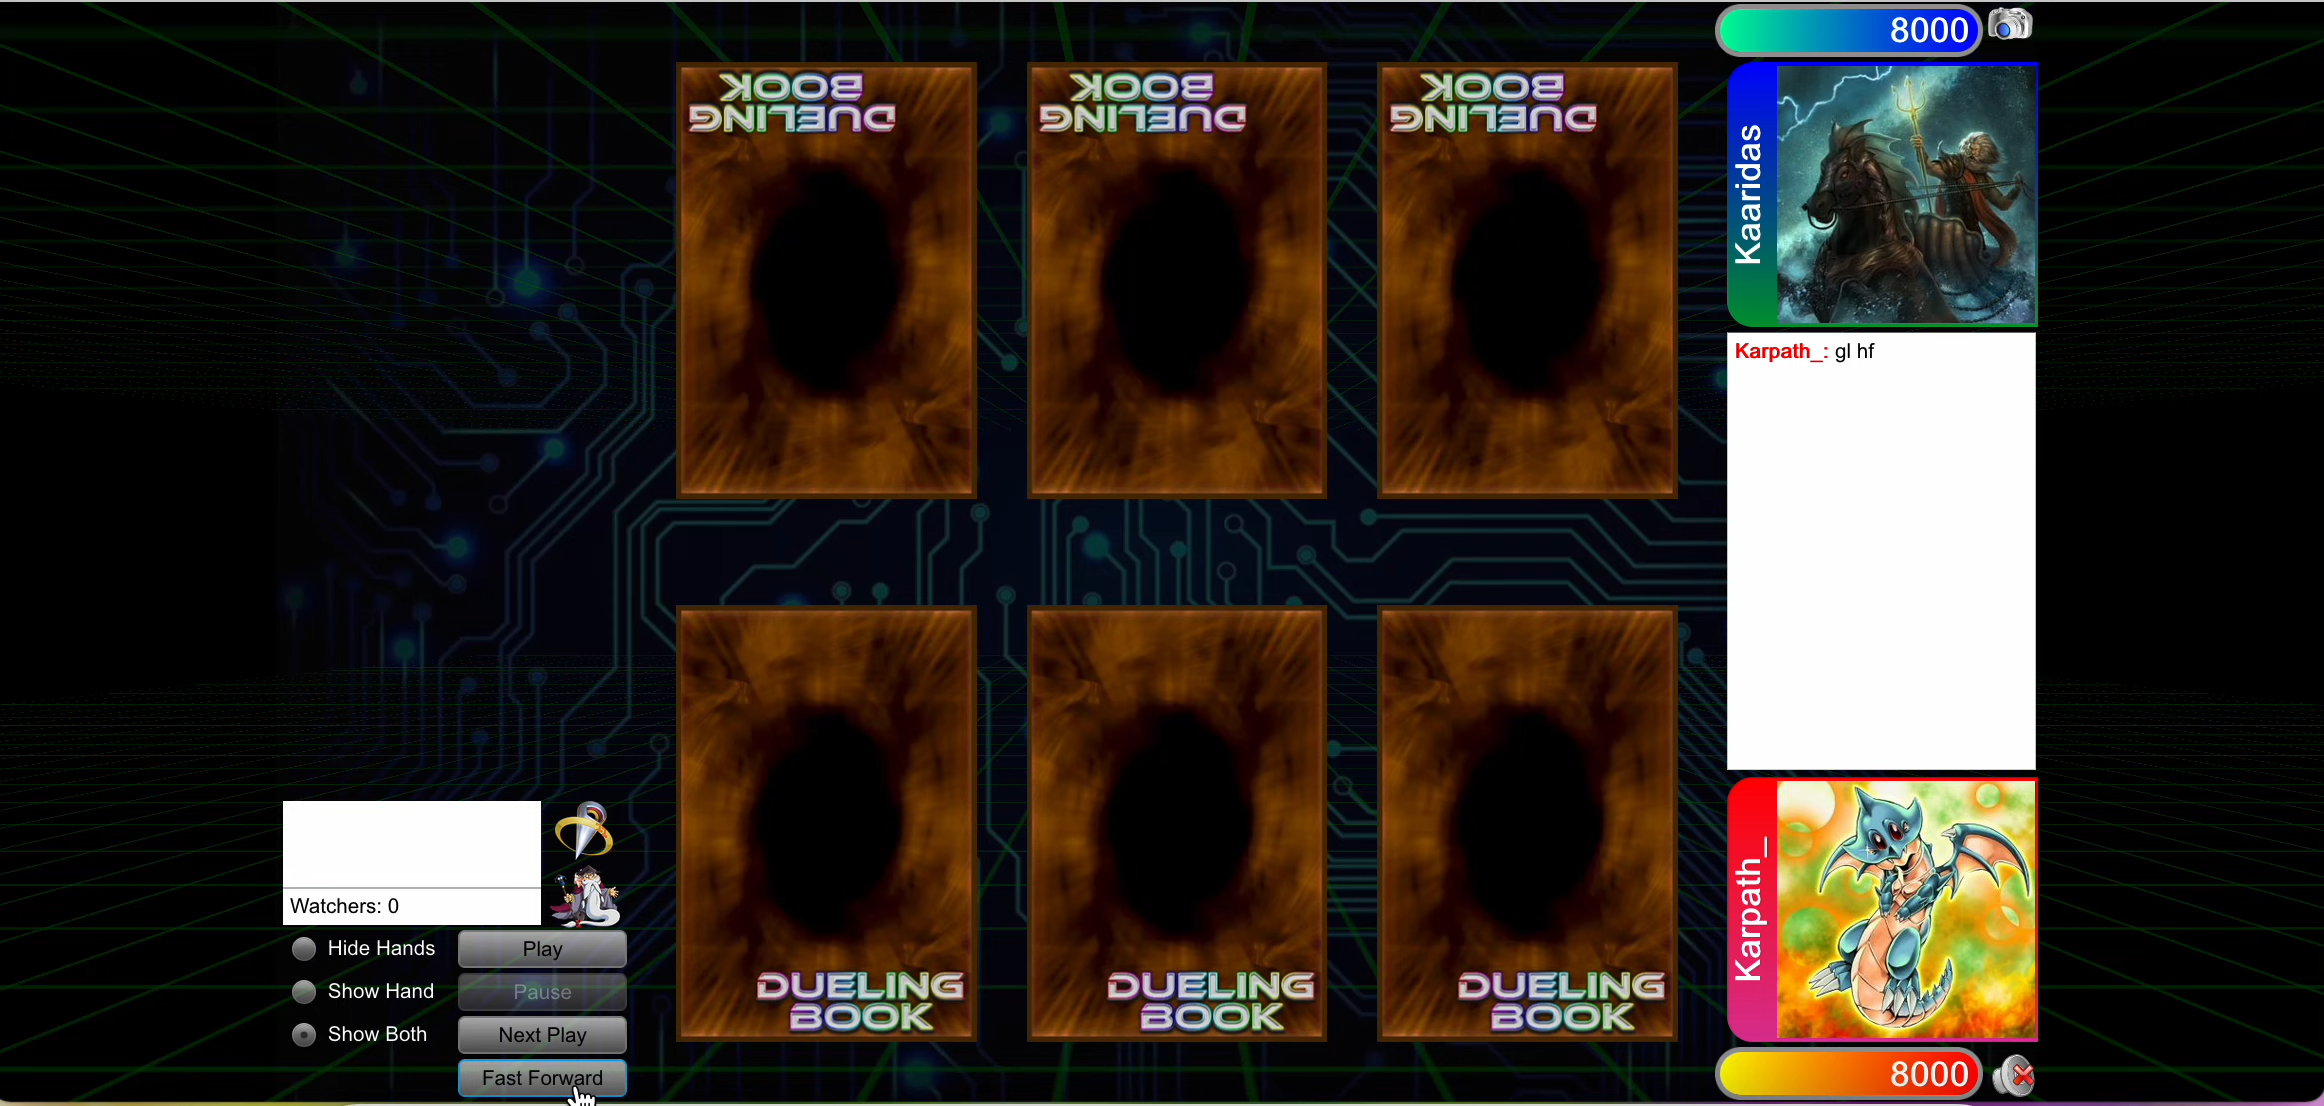 8000
DUELING
BOOK
DUELING
BOOK
DUELING
BOOK
Kaaridas
Karpath_: gl hf
Watchers: 0
Hide Hands
Play
Show Hand
Pause
Show Both
Next Play
Fast Forward
DUELING
BOOK
DUELING
BOOK
DUELING
BOOK
Karpath_
8000